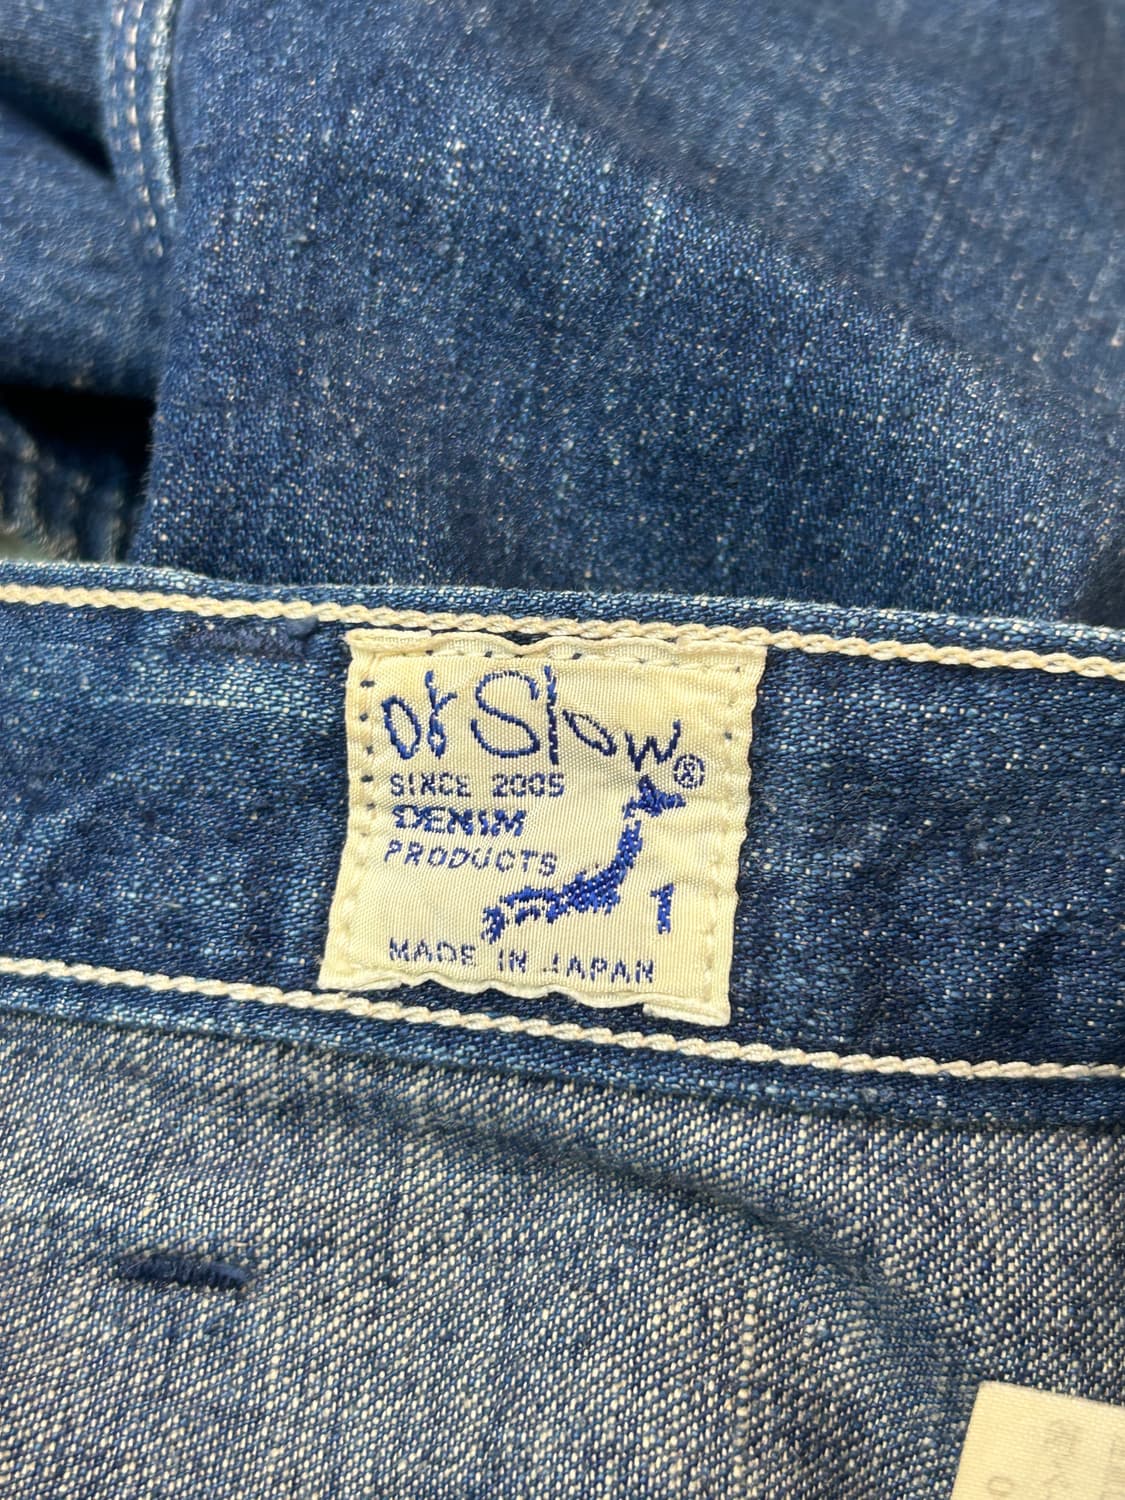 or Slow®
SINCE 2005
DENIM
PRODUCTS
1
MADE IN JAPAN